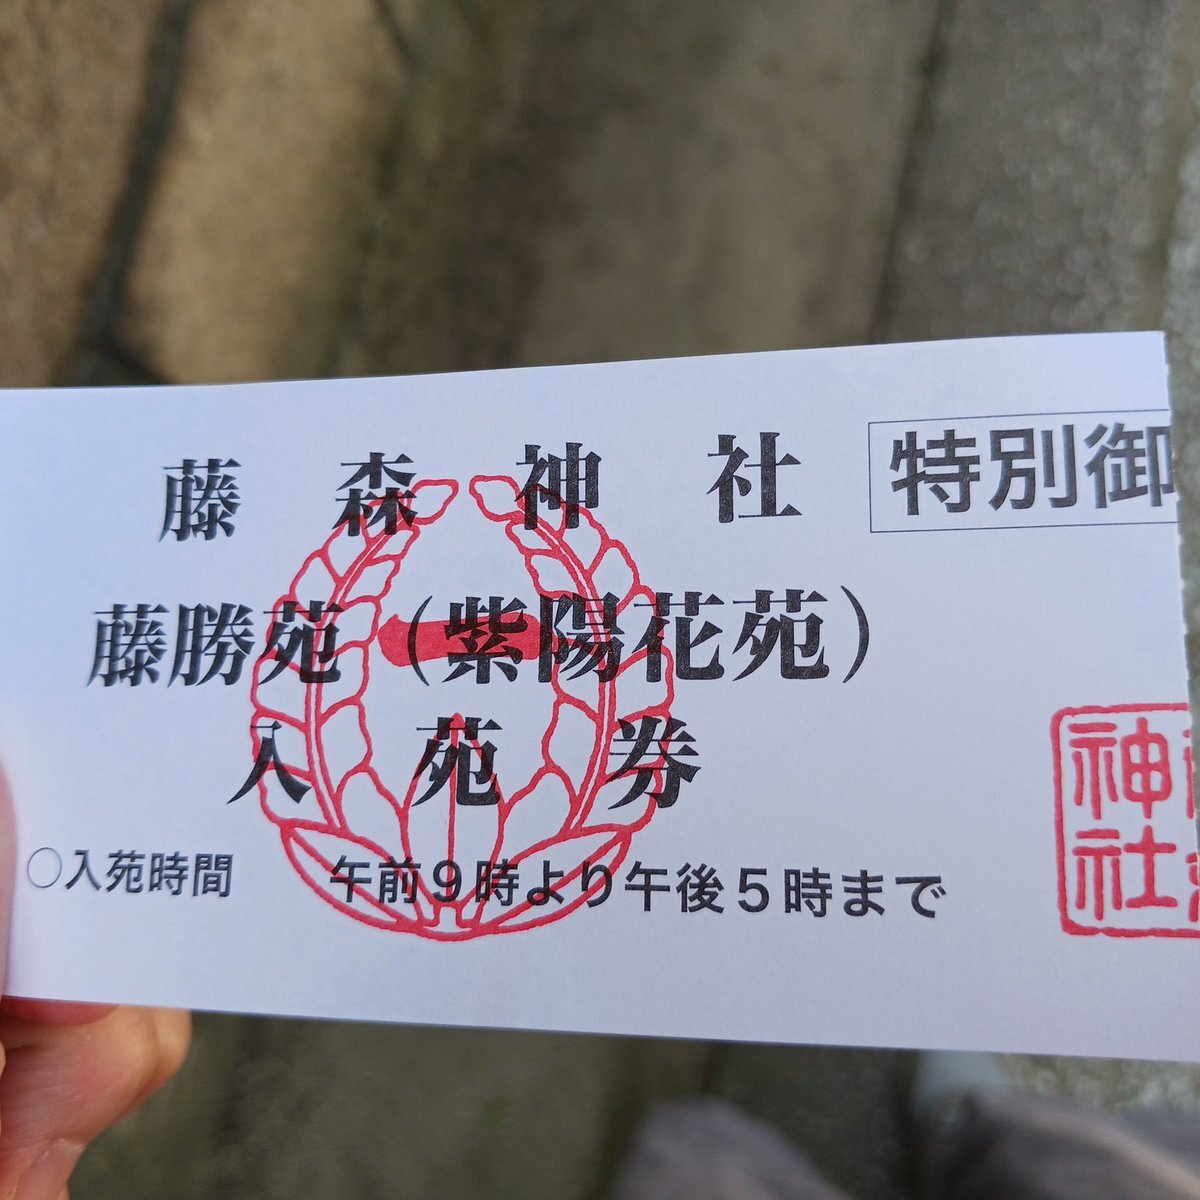 藤森神社
特別御
藤勝苑（紫陽花苑）
入苑券
○入苑時間 午前９時より午後５時まで
神社